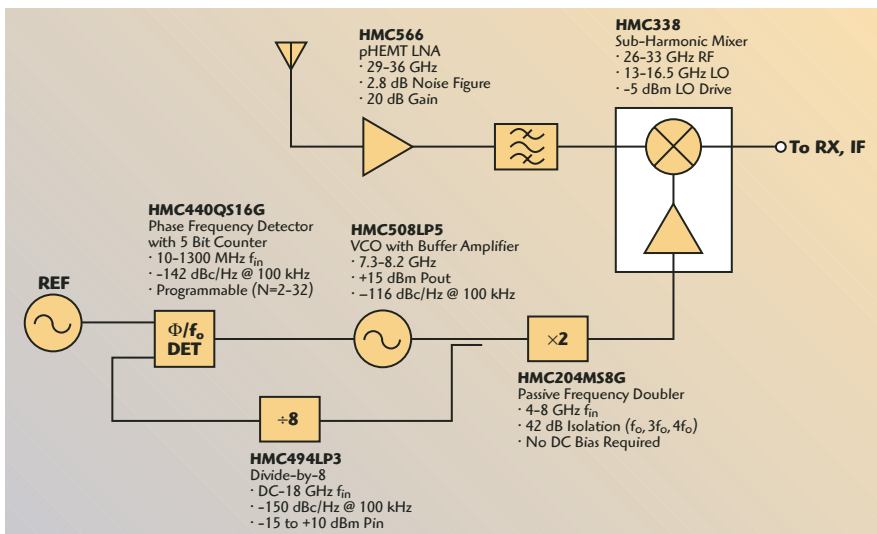 HMC566
pHEMT LNA
· 29-36 GHz
· 2.8 dB Noise Figure
· 20 dB Gain
HMC338
Sub-Harmonic Mixer
· 26-33 GHz RF
· 13-16.5 GHz LO
· -5 dBm LO Drive
To RX, IF
HMC440QS16G
Phase Frequency Detector
with 5 Bit Counter
· 10-1300 MHz fin
· -142 dBc/Hz @ 100 kHz
· Programmable (N=2-32)
HMC508LP5
VCO with Buffer Amplifier
· 7.3-8.2 GHz
· +15 dBm Pout
· –116 dBc/Hz @ 100 kHz
REF
Φ/fo
DET
×2
HMC204MS8G
Passive Frequency Doubler
· 4-8 GHz fin
· 42 dB Isolation (fo, 3fo, 4fo)
· No DC Bias Required
÷8
HMC494LP3
Divide-by-8
· DC-18 GHz fin
· -150 dBc/Hz @ 100 kHz
· -15 to +10 dBm Pin